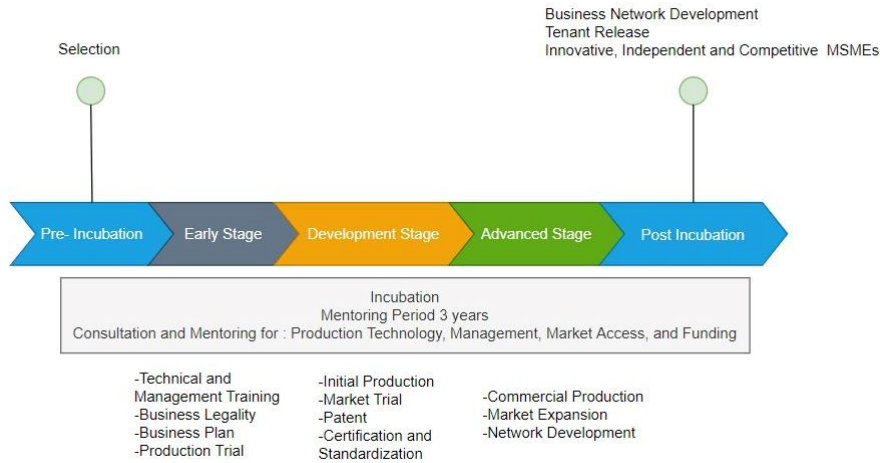 Business Network Development
Tenant Release
Innovative, Independent and Competitive MSMEs
Selection
Pre- Incubation
Early Stage
Development Stage
Advanced Stage
Post Incubation
Incubation
Mentoring Period 3 years
Consultation and Mentoring for : Production Technology, Management, Market Access, and Funding
-Technical and
Management Training
-Business Legality
-Business Plan
-Production Trial
-Initial Production
-Market Trial
-Patent
-Certification and
Standardization
-Commercial Production
-Market Expansion
-Network Development